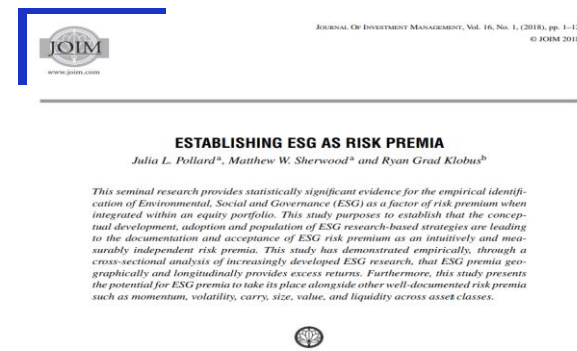 JOURNAL OF INVESTMENT MANAGEMENT, Vol. 16, No. 1, (2018), pp. 1–12
© JOIM 2018
JOIM
www.joim.com
ESTABLISHING ESG AS RISK PREMIA
Julia L. Pollardᵃ, Matthew W. Sherwoodᵃ and Ryan Grad Klobusᵇ
This seminal research provides statistically significant evidence for the empirical identifi-
cation of Environmental, Social and Governance (ESG) as a factor of risk premium when
integrated within an equity portfolio. This study purposes to establish that the concep-
tual development, adoption and population of ESG research-based strategies are leading
to the documentation and acceptance of ESG risk premium as an intuitively and mea-
surably independent risk premia. This study has demonstrated empirically, through a
cross-sectional analysis of increasingly developed ESG research, that ESG premia geo-
graphically and longitudinally provides excess returns. Furthermore, this study presents
the potential for ESG premia to take its place alongside other well-documented risk premia
such as momentum, volatility, carry, size, value, and liquidity across asset classes.